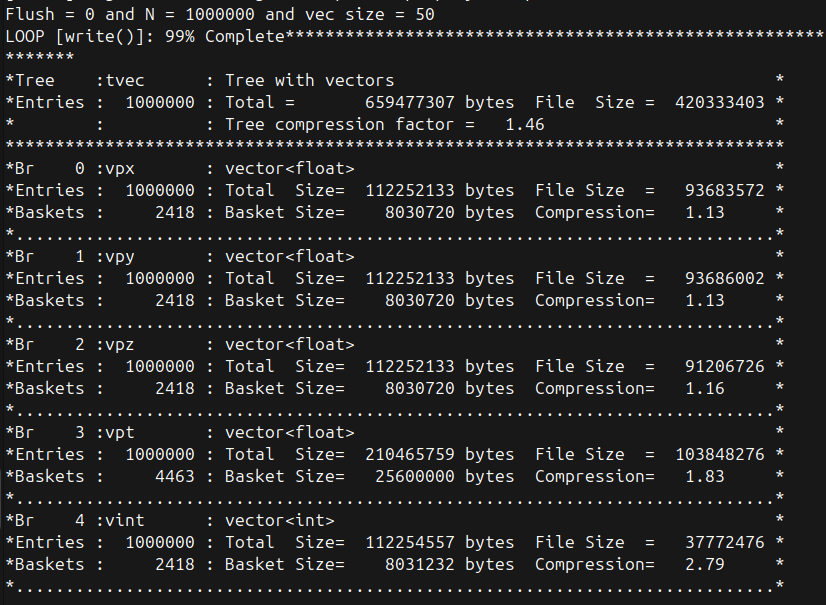 Flush = 0 and N = 1000000 and vec size = 50
LOOP [write()]: 99% Complete******************************************************
*******
*Tree    :tvec      : Tree with vectors                                      *
*Entries :  1000000 : Total =       659477307 bytes  File  Size =  420333403 *
*        :          : Tree compression factor =   1.46                       *
******************************************************************************
*Br    0 :vpx       : vector<float>                                          *
*Entries :  1000000 : Total  Size=  112252133 bytes  File Size  =   93683572 *
*Baskets :     2418 : Basket Size=    8030720 bytes  Compression=   1.13     *
*............................................................................*
*Br    1 :vpy       : vector<float>                                          *
*Entries :  1000000 : Total  Size=  112252133 bytes  File Size  =   93686002 *
*Baskets :     2418 : Basket Size=    8030720 bytes  Compression=   1.13     *
*............................................................................*
*Br    2 :vpz       : vector<float>                                          *
*Entries :  1000000 : Total  Size=  112252133 bytes  File Size  =   91206726 *
*Baskets :     2418 : Basket Size=    8030720 bytes  Compression=   1.16     *
*............................................................................*
*Br    3 :vpt       : vector<float>                                          *
*Entries :  1000000 : Total  Size=  210465759 bytes  File Size  =  103848276 *
*Baskets :     4463 : Basket Size=   25600000 bytes  Compression=   1.83     *
*............................................................................*
*Br    4 :vint      : vector<int>                                            *
*Entries :  1000000 : Total  Size=  112254557 bytes  File Size  =   37772476 *
*Baskets :     2418 : Basket Size=    8031232 bytes  Compression=   2.79     *
*............................................................................*